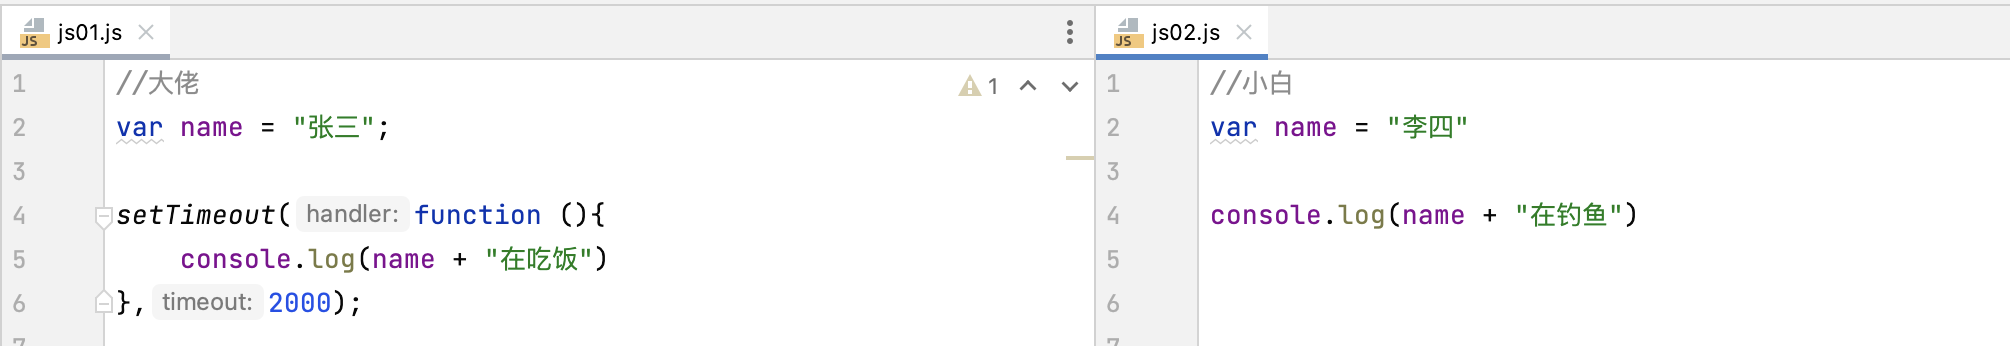 js01.js
//大佬
1
var name = "张三";
setTimeout( handler: function (){
console.log(name + "在吃饭")
}, timeout: 2000);
1
2
3
4
5
6
7
js02.js
//小白
var name = "李四"
console.log(name + "在钓鱼")
1
2
3
4
5
6
7